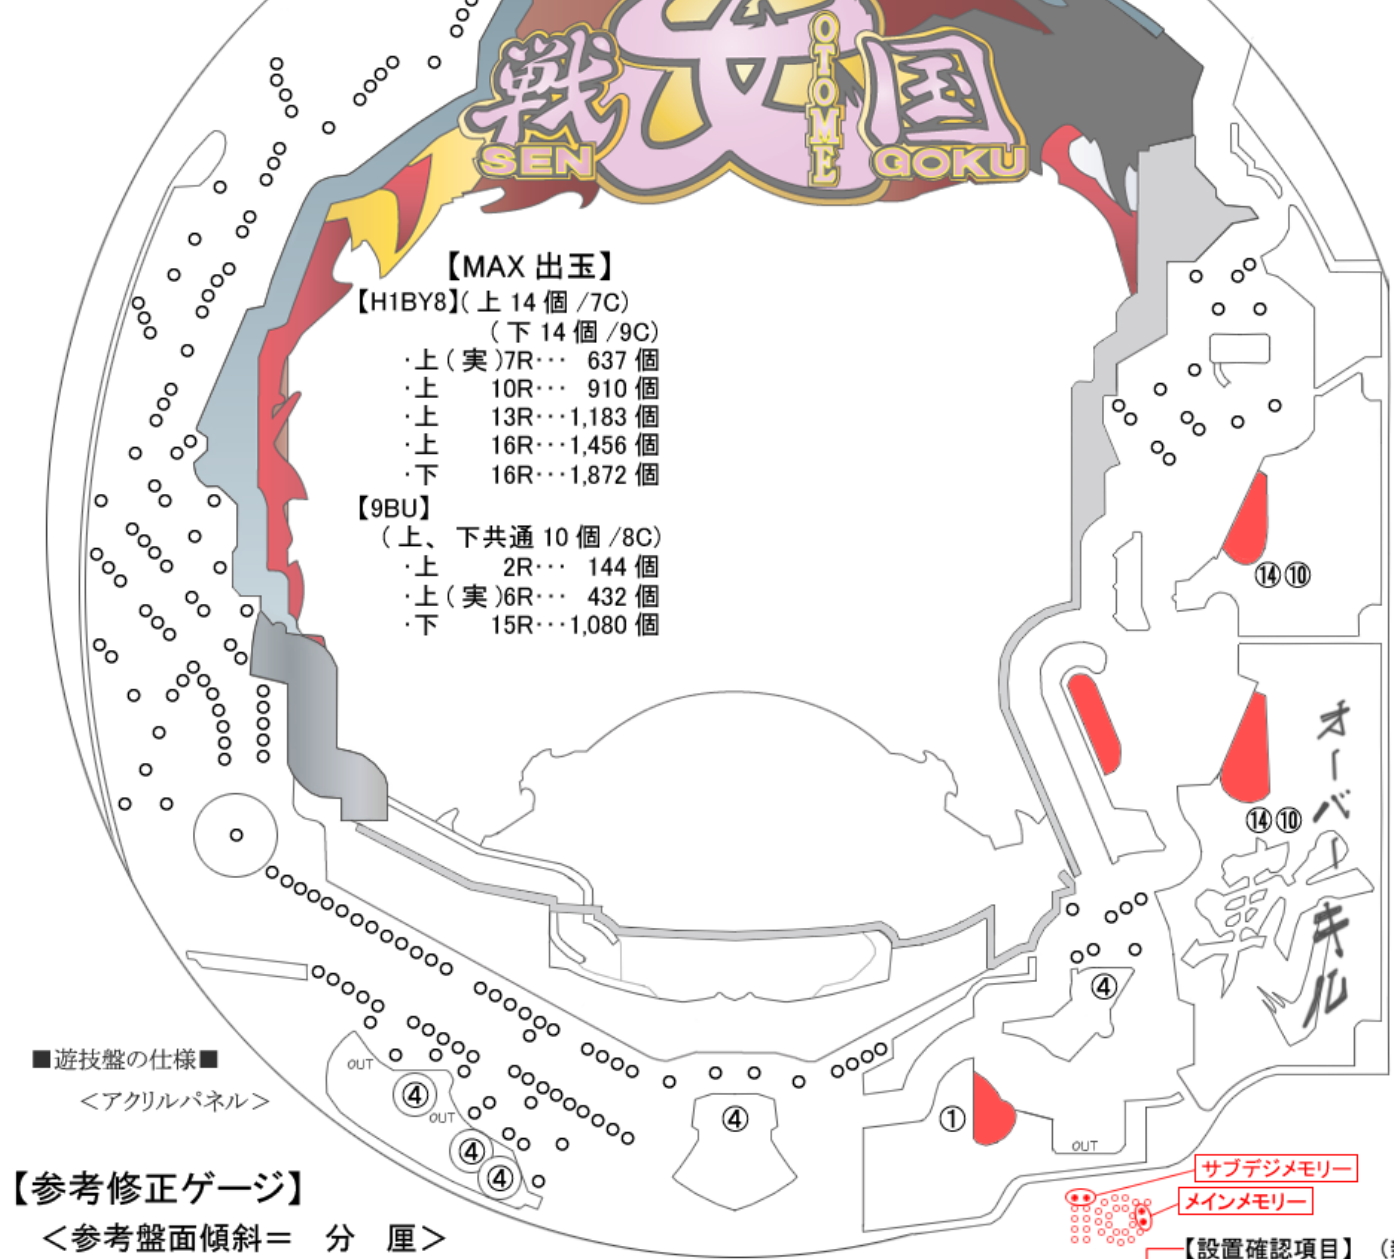 戦 女 国
OTOME
SEN GOKU
【MAX 出玉】
【H1BY8】(上 14 個 /7C)
(下 14 個 /9C)
・上(実)7R… 637 個
・上 10R… 910 個
・上 13R…1,183 個
・上 16R…1,456 個
・下 16R…1,872 個
【9BU】
(上、下共通 10 個 /8C)
・上 2R… 144 個
・上(実)6R… 432 個
・下 15R…1,080 個
⑭⑩
⑭⑩
オーバーキル
斬
④
①
OUT
④
OUT
OUT
④
④
④
■遊技盤の仕様■
<アクリルパネル>
サブデジメモリー
メインメモリー
【参考修正ゲージ】
<参考盤面傾斜= 分 厘>
【設置確認項目】